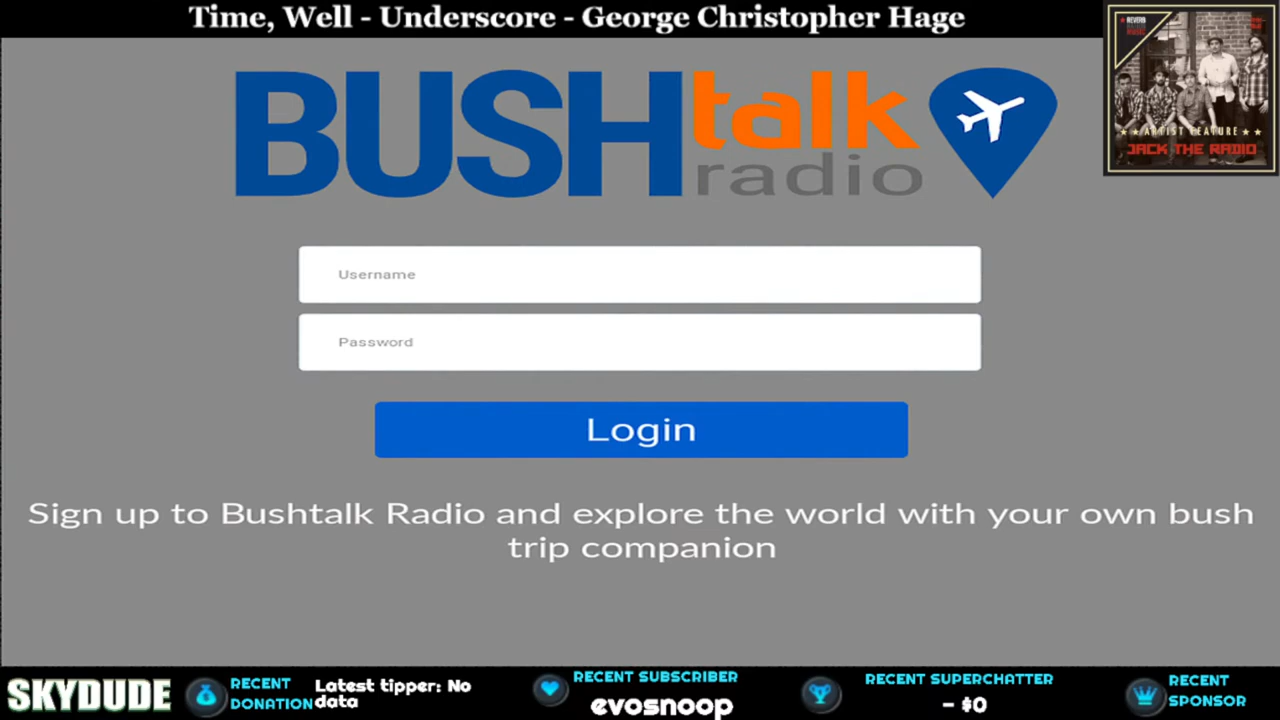 Time, Well - Underscore - George Christopher Hage
REVERB
ARTIST FEATURE
JACK THE RADIO
BUSHtalk
radio
Username
Password
Login
Sign up to Bushtalk Radio and explore the world with your own bush
trip companion
SKYDUDE
RECENT
DONATION
Latest tipper: No
data
RECENT SUBSCRIBER
evosnoop
RECENT SUPERCHATTER
- $0
RECENT
SPONSOR